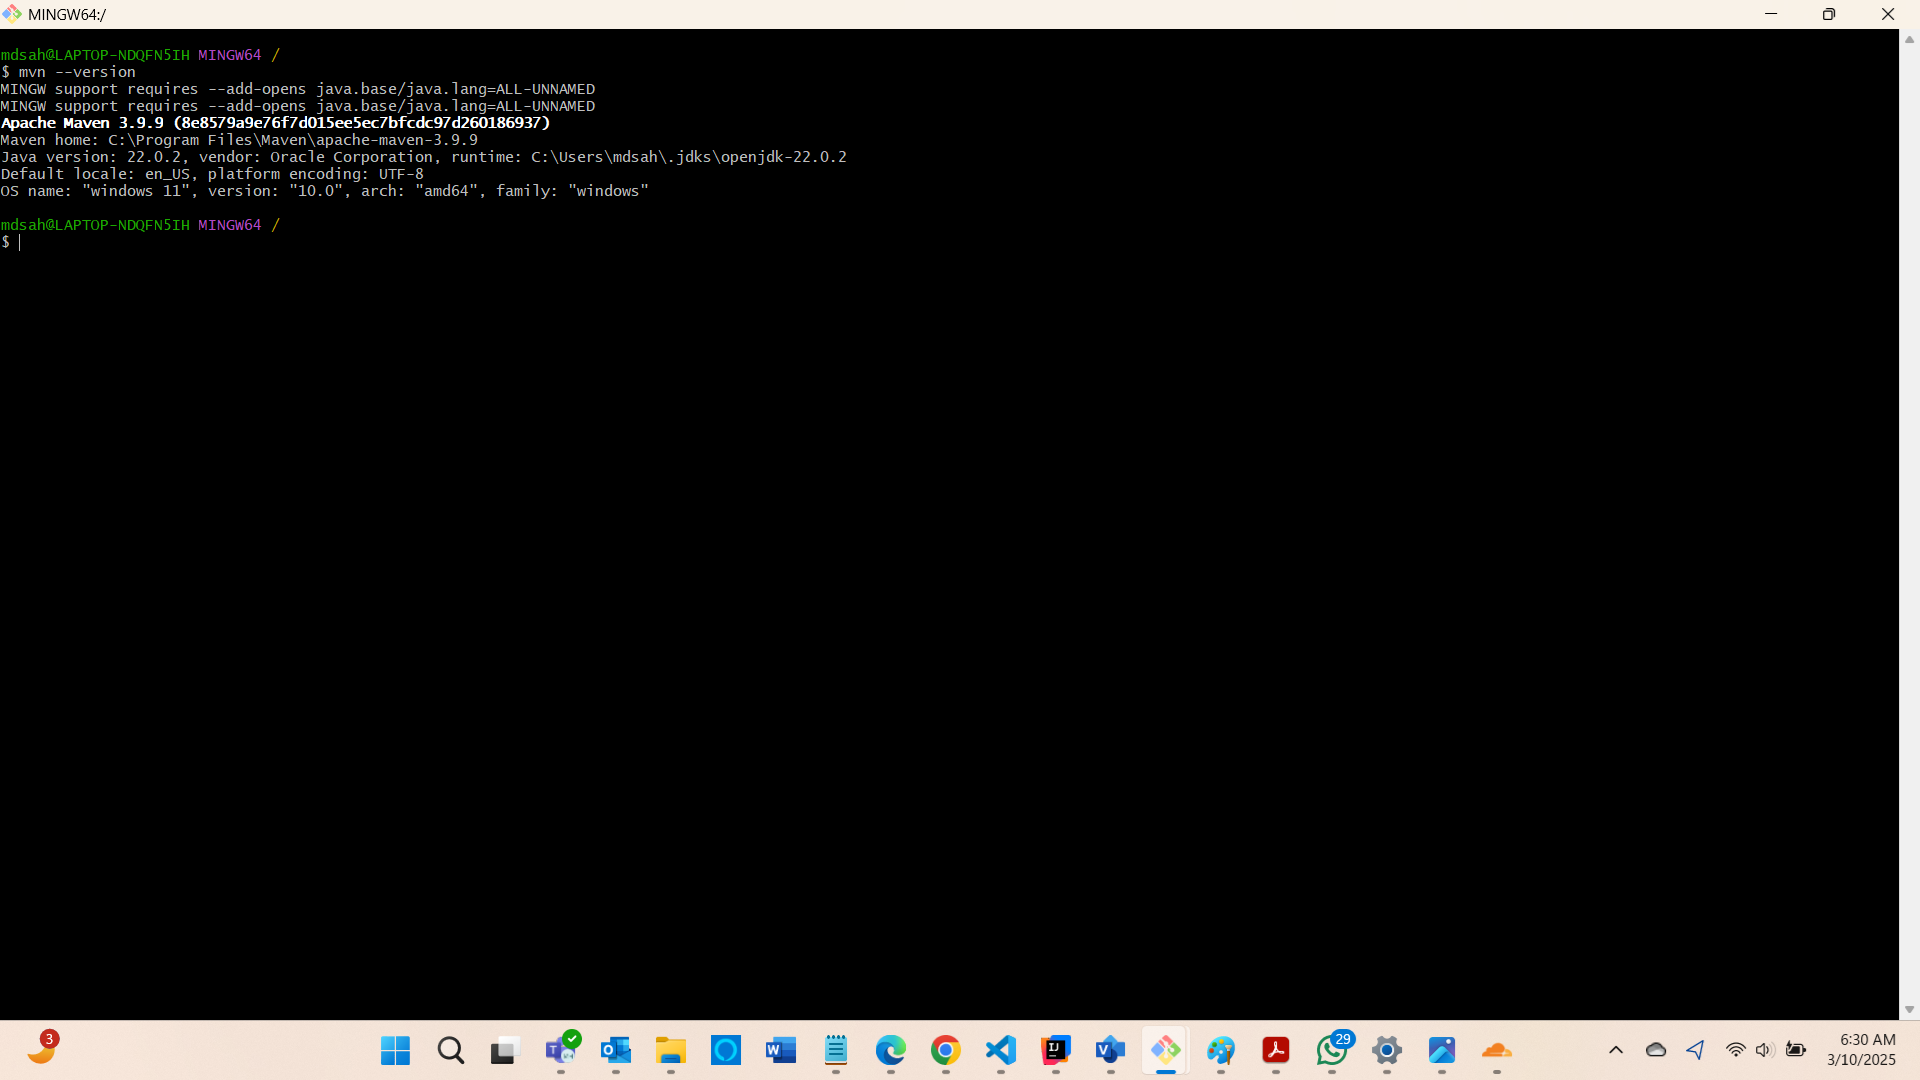 MINGW64:/
mdsah@LAPTOP-NDQFN5IH MINGW64 /
$ mvn --version
MINGW support requires --add-opens java.base/java.lang=ALL-UNNAMED
MINGW support requires --add-opens java.base/java.lang=ALL-UNNAMED
Apache Maven 3.9.9 (8e8579a9e76f7d015ee5ec7bfcdc97d260186937)
Maven home: C:\Program Files\Maven\apache-maven-3.9.9
Java version: 22.0.2, vendor: Oracle Corporation, runtime: C:\Users\mdsah\.jdks\openjdk-22.0.2
Default locale: en_US, platform encoding: UTF-8
OS name: "windows 11", version: "10.0", arch: "amd64", family: "windows"
mdsah@LAPTOP-NDQFN5IH MINGW64 /
$
3
29
6:30 AM
3/10/2025